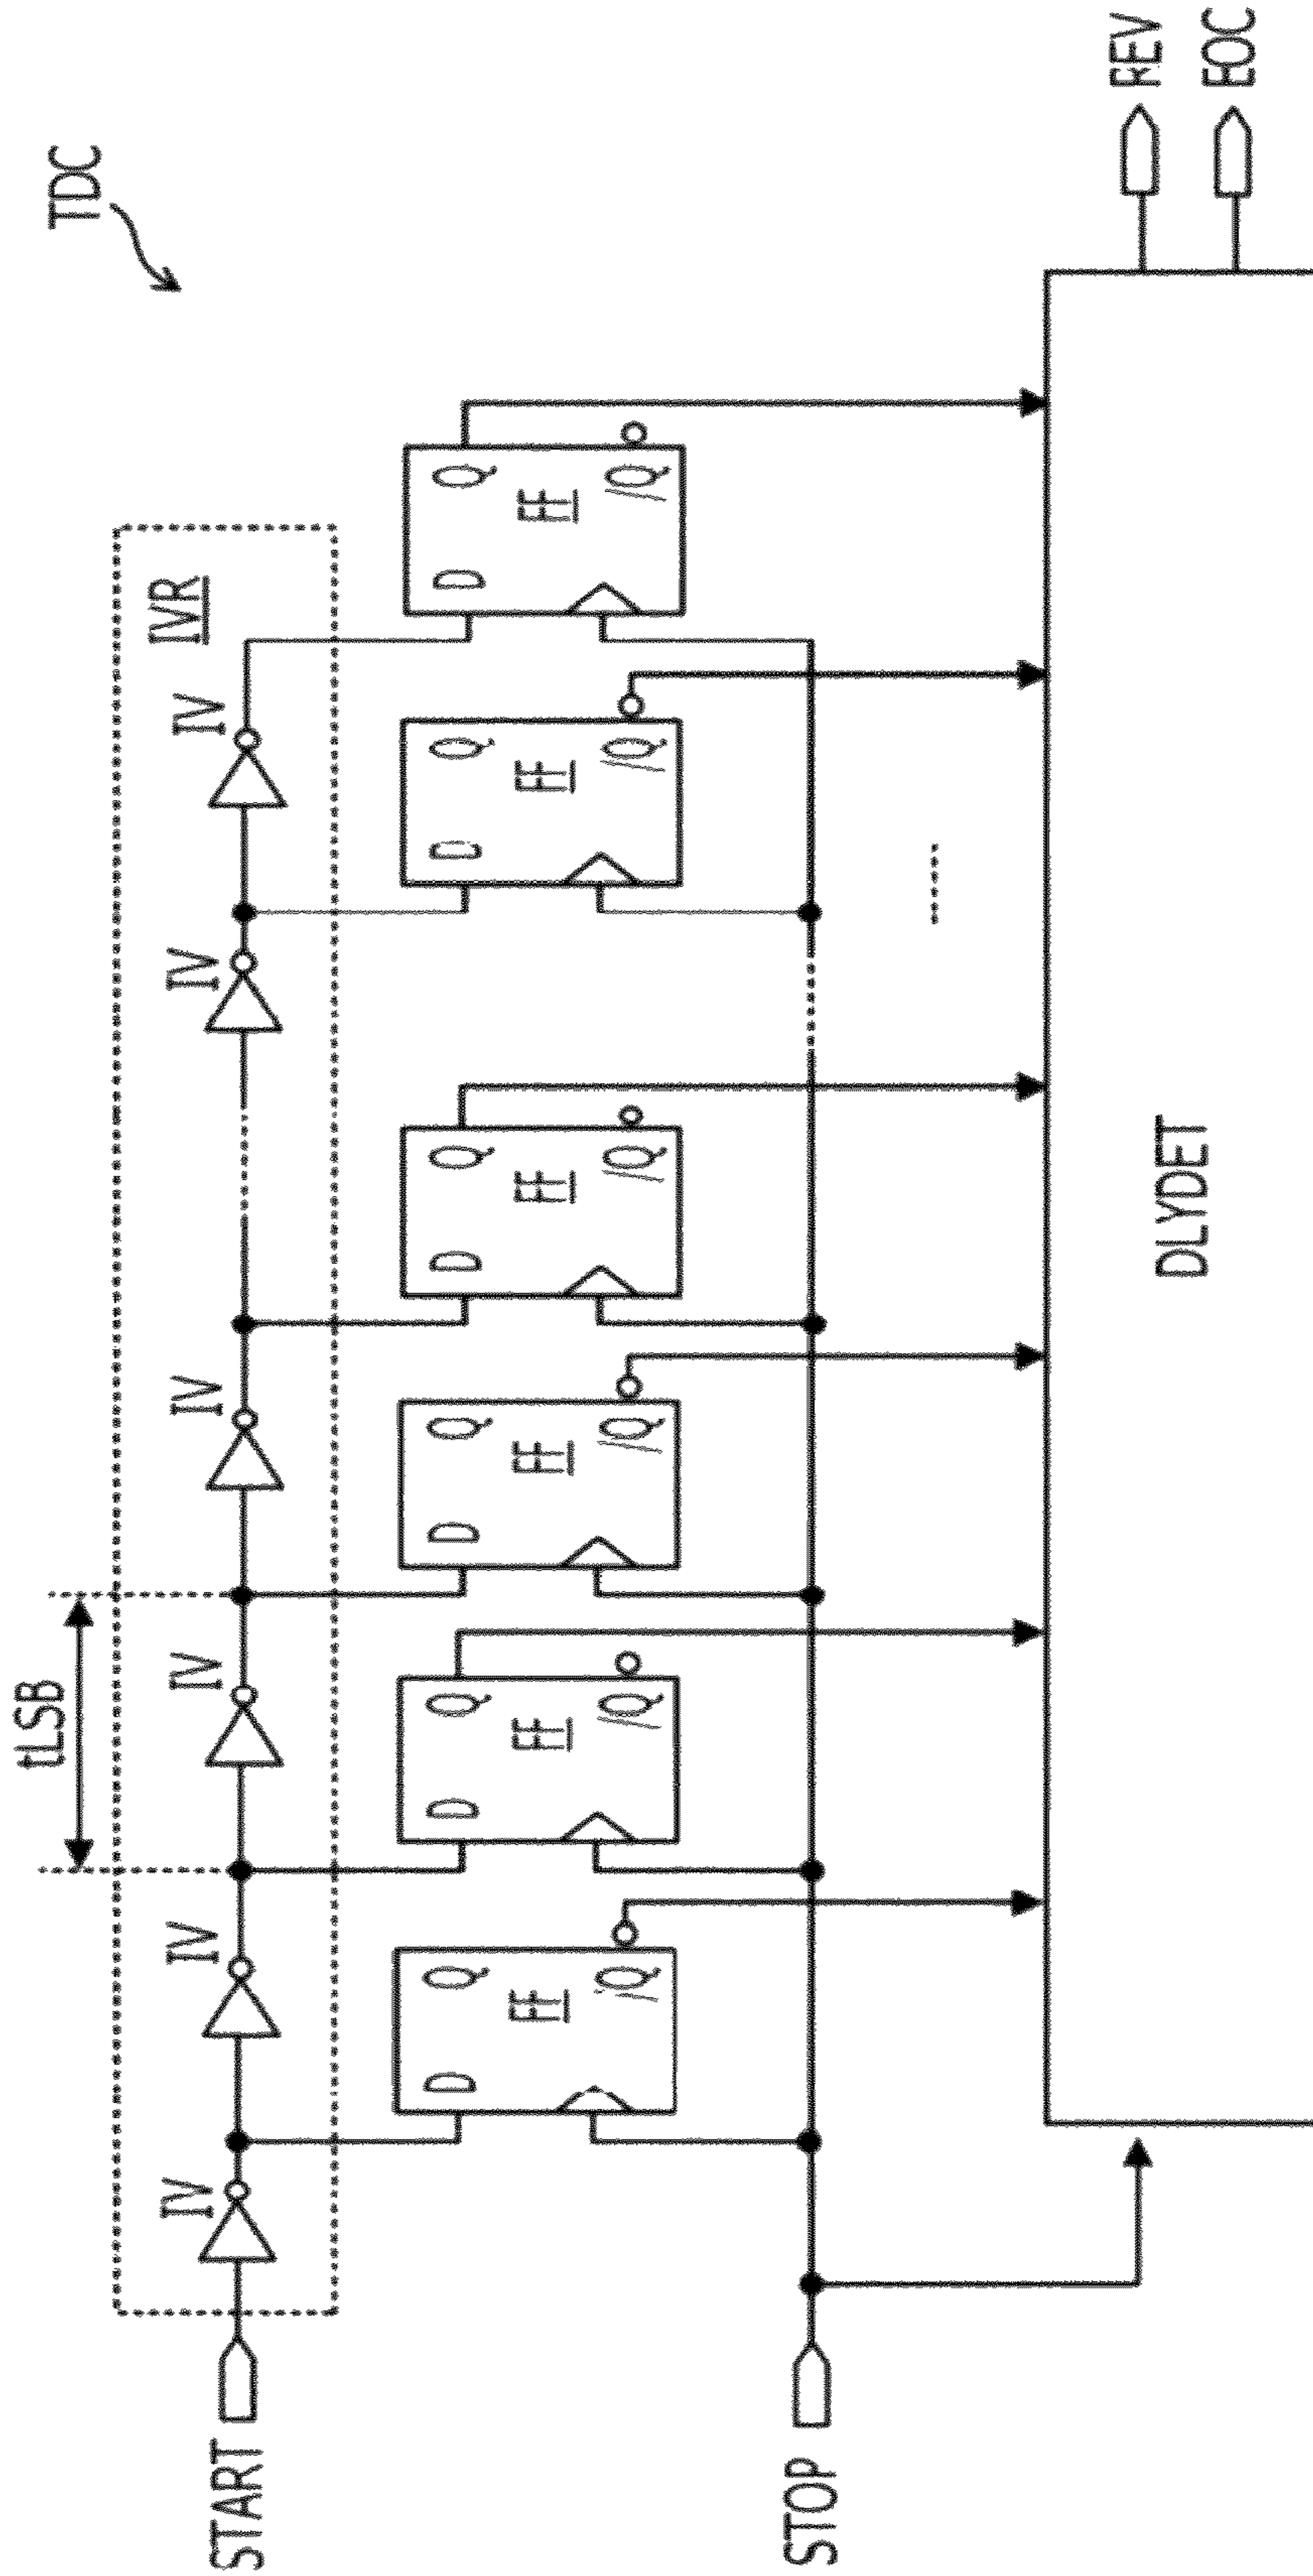 TDC
tLSB
IVR
IV IV IV IV IV IV
START
D Q D Q D Q D Q D Q D Q
FF FF FF FF FF FF
/Q /Q /Q /Q /Q /Q
STOP
REV
DLYDET
EOC